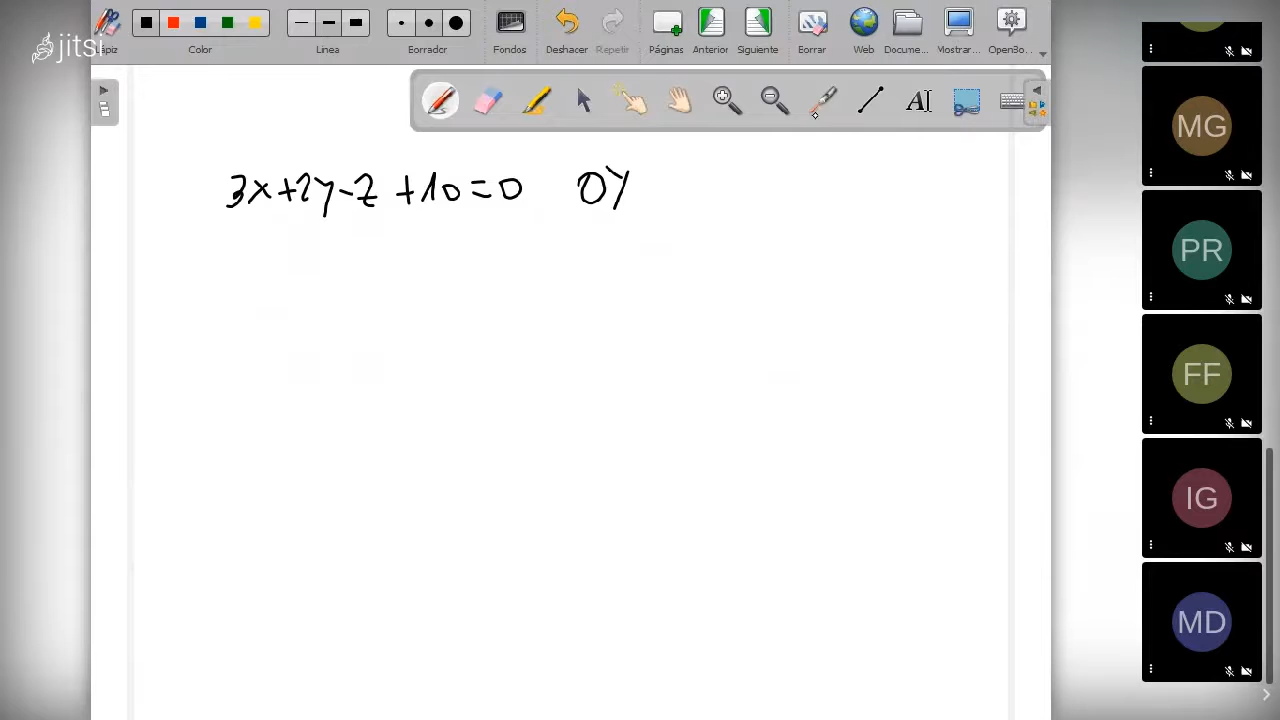 jitsi
Color
Línea
Borrador
Fondos
Deshacer
Repetir
Páginas
Anterior
Siguiente
Borrar
Web
Docume...
Mostrar...
OpenBo...
3x+2y-z+10=0 OY
MG
PR
FF
IG
MD